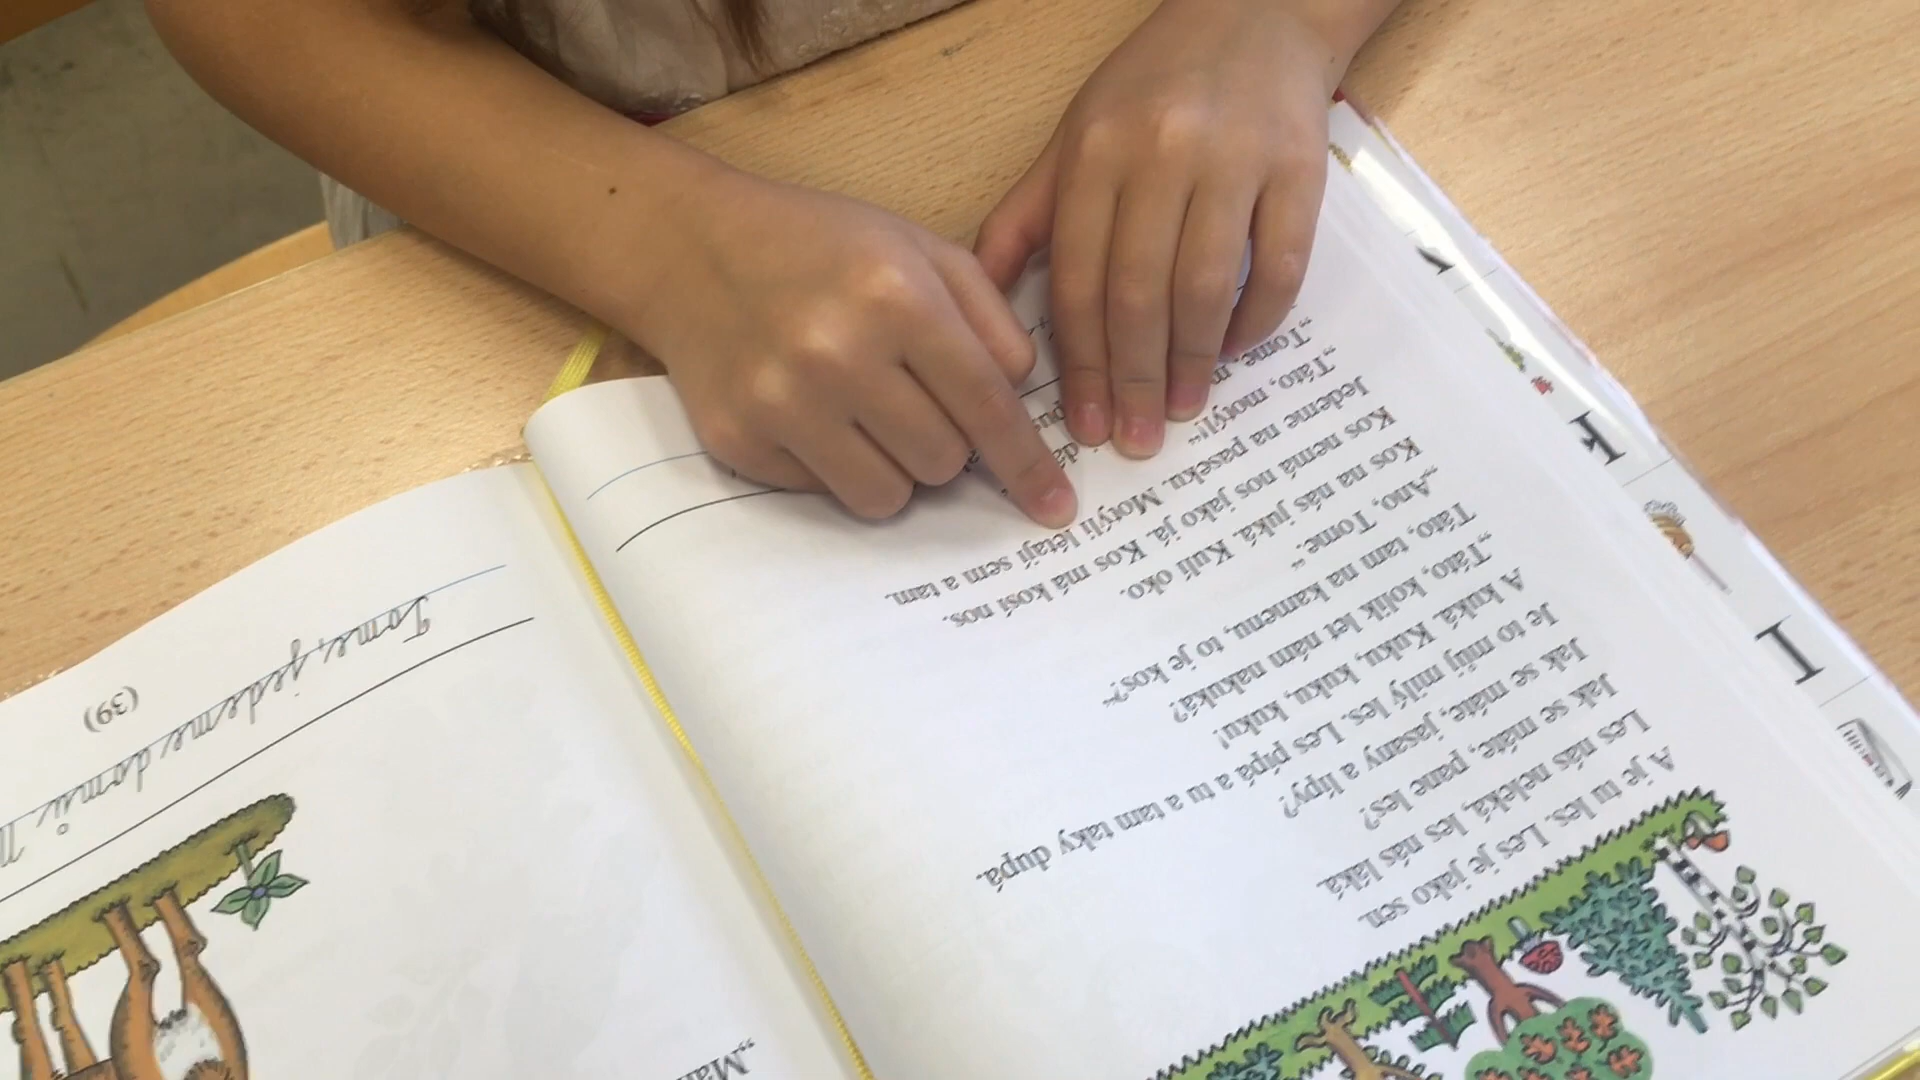 A je tu les. Les je jako sen.
Les nás neleká, les nás láká.
Jak se máte, pane les?
Jak se máte, jasany a lípy?
Je to můj milý les. Les pípá a tu a tam taky dupá.
A kuká. Kuku, kuku, kuku!
„Táto, kolik let nám nakuká?
Táto, tam na kamenu, to je kos?“
„Ano, Tome.“
Kos na nás juká. Kulí oko.
Kos nemá nos jako já. Kos má kosí nos.
Jedeme na paseku. Motýli létají sem a tam.
„Táto, motýli!“
„Tome,
Tome, jedeme domů.
(39)
k
I